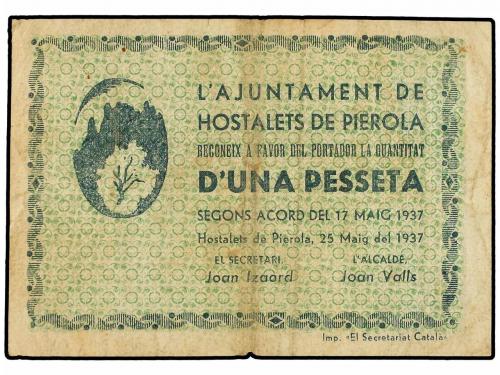 L'AJUNTAMENT DE
HOSTALETS DE PIEROLA
RECONEIX A FAVOR DEL PORTADOR LA QUANTITAT
D'UNA PESSETA
SEGONS ACORD DEL 17 MAIG 1937
Hostalets de Pierola, 25 Maig del 1937
EL SECRETARI, L'ALCALDE,
Joan Izaord Joan Valls
Imp. «El Secretariat Català»